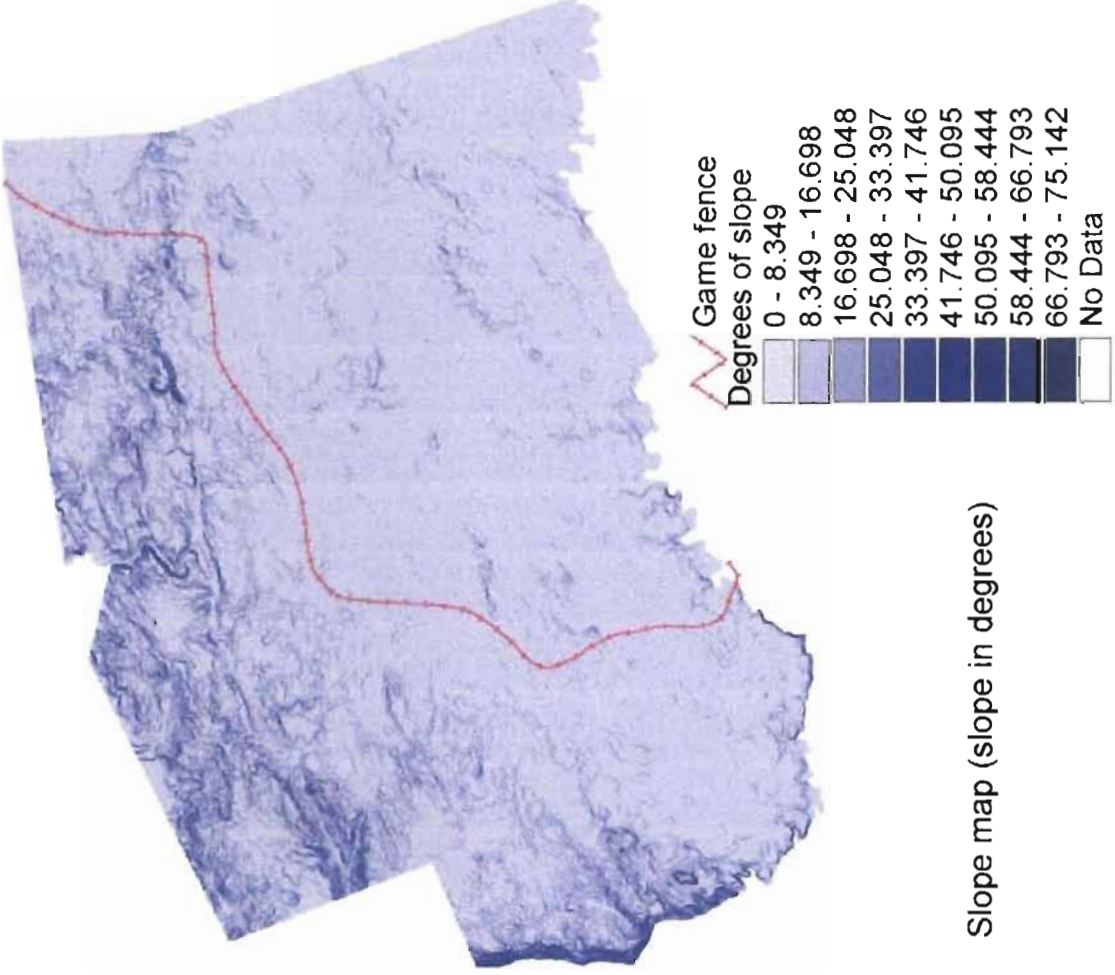 Game fence
Degrees of slope
0 - 8.349
8.349 - 16.698
16.698 - 25.048
25.048 - 33.397
33.397 - 41.746
41.746 - 50.095
50.095 - 58.444
58.444 - 66.793
66.793 - 75.142
No Data
Slope map (slope in degrees)